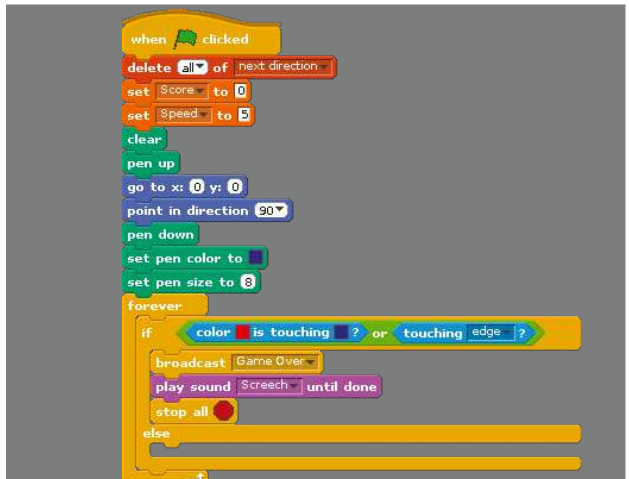 when clicked
delete all of next direction
set Score to 0
set Speed to 5
clear
pen up
go to x: 0 y: 0
point in direction 90
pen down
set pen color to
set pen size to 8
forever
if color is touching ? or touching edge ?
broadcast Game Over
play sound Screech until done
stop all
else